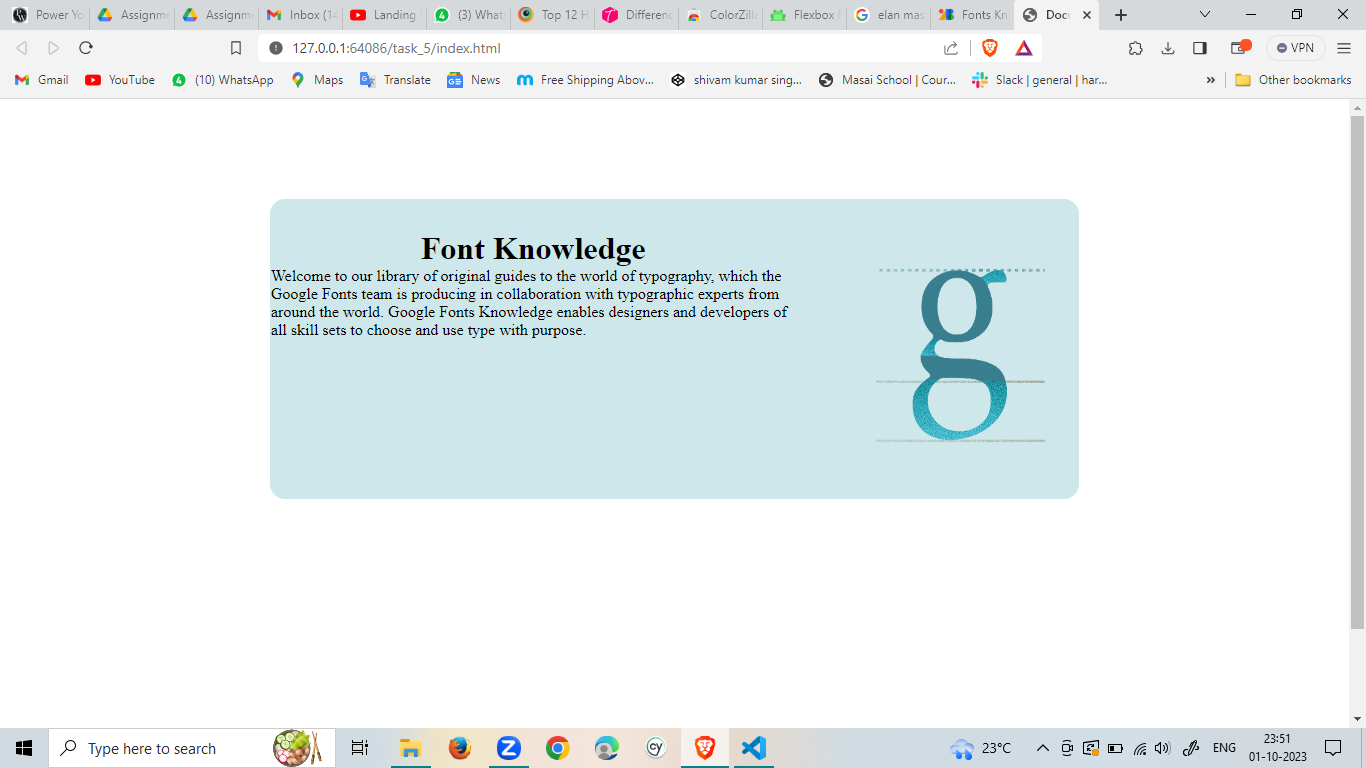 Power Yo
Assignme
Assignme
Inbox (14
Landing
(3) What
Top 12 H
Differenc
ColorZilla
Flexbox F
elan mas
Fonts Kn
Docu
127.0.0.1:64086/task_5/index.html
VPN
Gmail
YouTube
(10) WhatsApp
Maps
Translate
News
Free Shipping Abov...
shivam kumar sing...
Masai School | Cour...
Slack | general | har...
»
Other bookmarks
Font Knowledge
Welcome to our library of original guides to the world of typography, which the
Google Fonts team is producing in collaboration with typographic experts from
around the world. Google Fonts Knowledge enables designers and developers of
all skill sets to choose and use type with purpose.
g
Type here to search
cy
23°C
ENG
23:51
01-10-2023